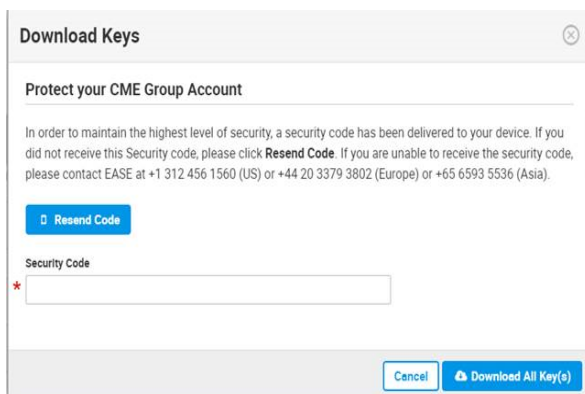 Download Keys
Protect your CME Group Account
In order to maintain the highest level of security, a security code has been delivered to your device. If you
did not receive this Security code, please click Resend Code. If you are unable to receive the security code,
please contact EASE at +1 312 456 1560 (US) or +44 20 3379 3802 (Europe) or +65 6593 5536 (Asia).
Resend Code
Security Code
*
Cancel
Download All Key(s)